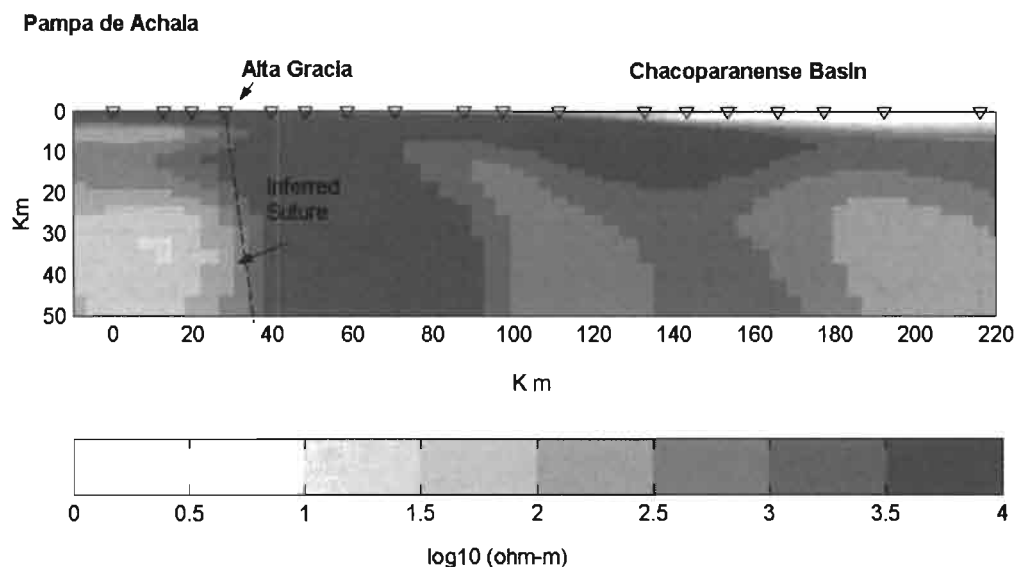 Pampa de Achala
Alta Gracia
Chacoparanense Basin
0
10
20
30
40
50
Km
Inferred
Suture
0 20 40 60 80 100 120 140 160 180 200 220
K m
0 0.5 1 1.5 2 2.5 3 3.5 4
log10 (ohm-m)